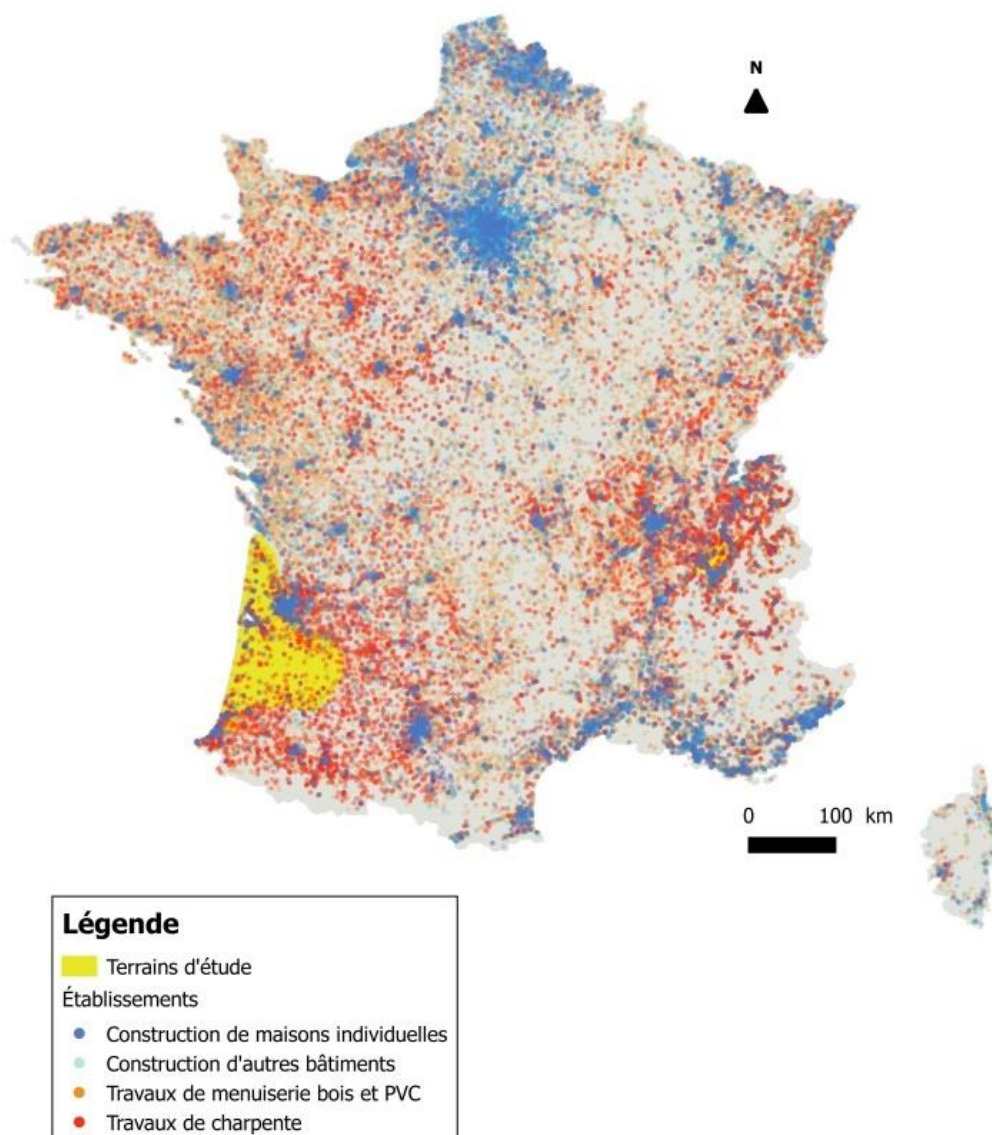 N
0 100 km
Légende
Terrains d'étude
Établissements
Construction de maisons individuelles
Construction d'autres bâtiments
Travaux de menuiserie bois et PVC
Travaux de charpente